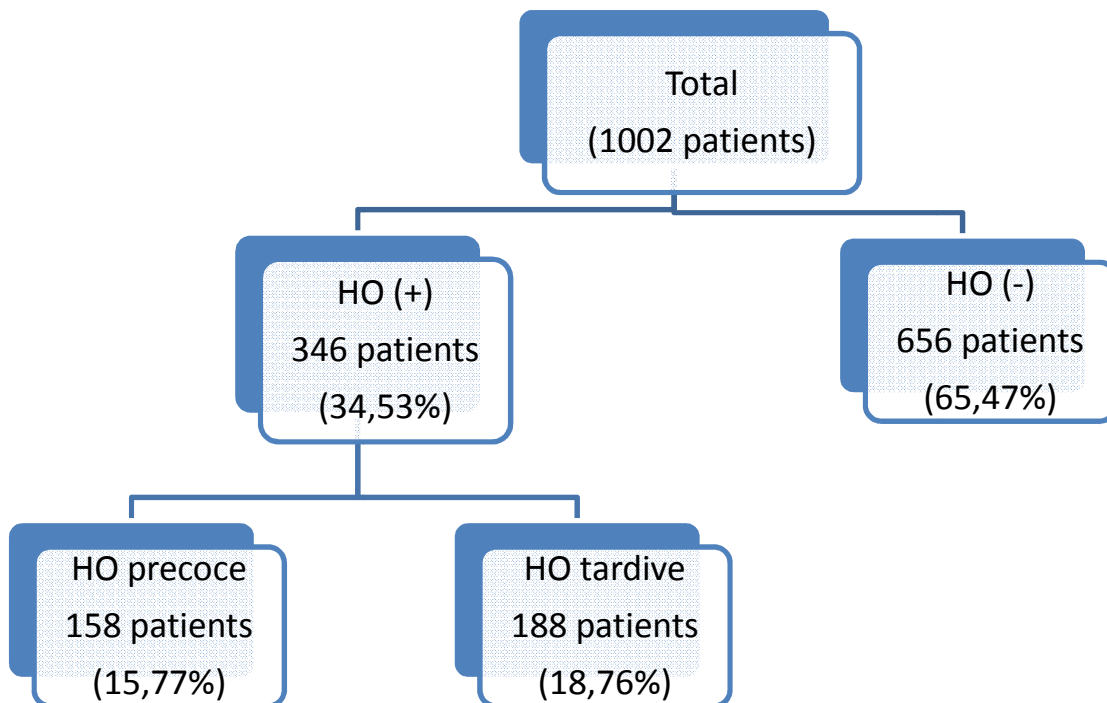 Total
(1002 patients)
HO (+)
346 patients
(34,53%)
HO (-)
656 patients
(65,47%)
HO precoce
158 patients
(15,77%)
HO tardive
188 patients
(18,76%)